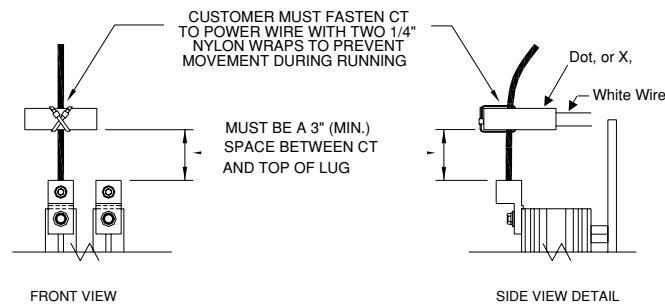 CUSTOMER MUST FASTEN CT
TO POWER WIRE WITH TWO 1/4"
NYLON WRAPS TO PREVENT
MOVEMENT DURING RUNNING
Dot, or X,
White Wire
MUST BE A 3" (MIN.)
SPACE BETWEEN CT
AND TOP OF LUG
FRONT VIEW
SIDE VIEW DETAIL